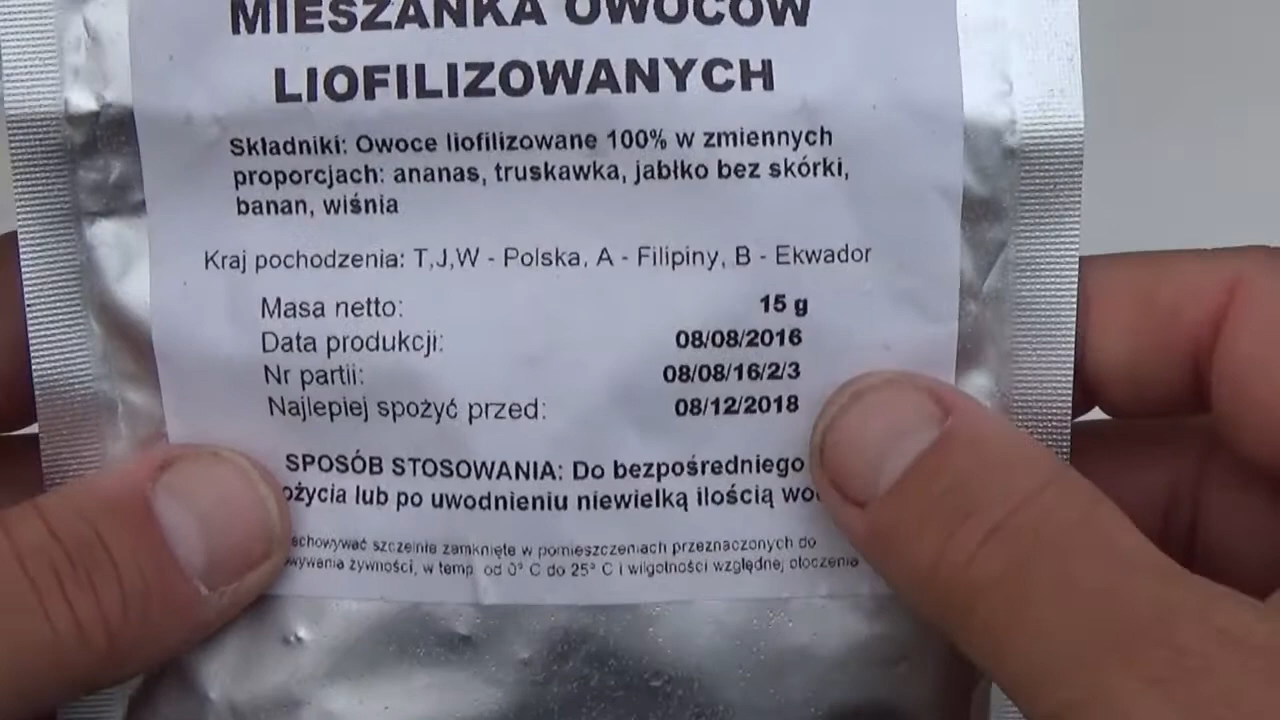 MIESZANKA OWOCÓW
LIOFILIZOWANYCH
Składniki: Owoce liofilizowane 100% w zmiennych
proporcjach: ananas, truskawka, jabłko bez skórki,
banan, wiśnia
Kraj pochodzenia: T,J,W - Polska, A - Filipiny, B - Ekwador
Masa netto: 15 g
Data produkcji: 08/08/2016
Nr partii: 08/08/16/2/3
Najlepiej spożyć przed: 08/12/2018
SPOSÓB STOSOWANIA: Do bezpośredniego
lub po uwodnieniu niewielką ilością
szczelnie zamknięte w pomieszczeniach przeznaczonych do
żywności, w temp od 0° C do 25° C i wilgotności względnej otoczenia